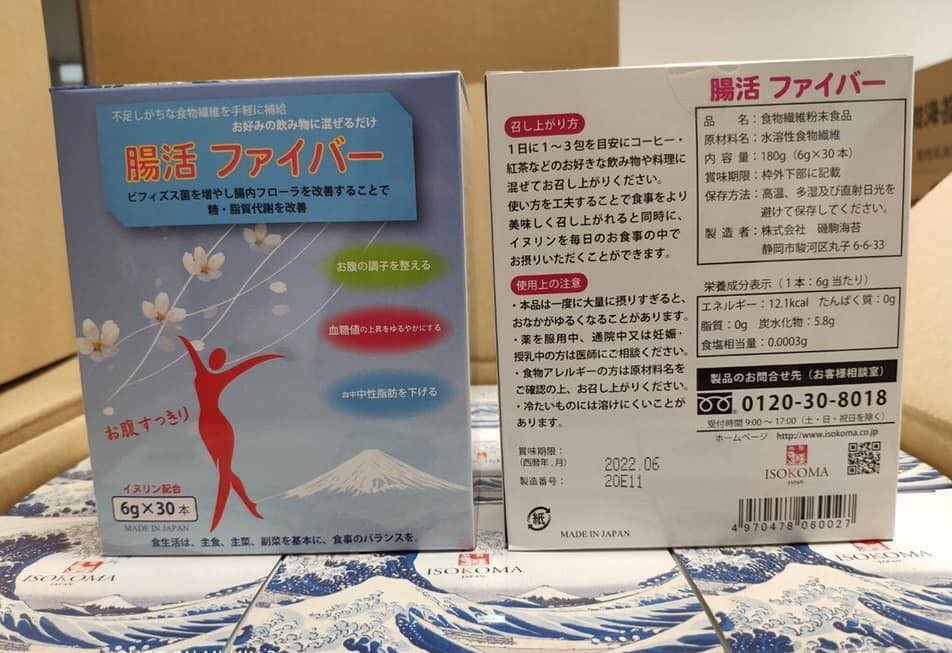 不足しがちな食物繊維を手軽に補給
お好みの飲み物に混ぜるだけ
腸活 ファイバー
ビフィズス菌を増やし腸内フローラを改善することで
糖・脂質代謝を改善
お腹の調子を整える
血糖値の上昇をゆるやかにする
血中中性脂肪を下げる
お腹すっきり
イヌリン配合
6g×30本
MADE IN JAPAN
食生活は、主食、主菜、副菜を基本に、食事のバランスを。
腸活 ファイバー
召し上がり方
1日に1〜3包を目安にコーヒー・
紅茶などのお好きな飲み物や料理に
混ぜてお召し上がりください。
使い方を工夫することで食事をより
美味しく召し上がれると同時に、
イヌリンを毎日のお食事の中で
お摂りいただくことができます。
使用上の注意
・本品は一度に大量に摂りすぎると、
おなかがゆるくなることがあります。
・薬を服用中、通院中又は妊娠・
授乳中の方は医師にご相談ください。
・食物アレルギーの方は原材料名を
ご確認の上、お召し上がりください。
・冷たいものには溶けにくいことが
あります。
賞味期限：
(西暦年,月) 2022.06
製造番号： 20E11
紙
MADE IN JAPAN
品名：食物繊維粉末食品
原材料名：水溶性食物繊維
内容量：180g（6g×30本）
賞味期限：枠外下部に記載
保存方法：高温、多湿及び直射日光を
避けて保存してください。
製造者：株式会社 磯駒海苔
静岡市駿河区丸子 6-6-33
栄養成分表示（1本：6g当たり）
エネルギー：12.1kcal たんぱく質：0g
脂質：0g 炭水化物：5.8g
食塩相当量：0.0003g
製品のお問合せ先（お客様相談室）
0120-30-8018
受付時間 9:00〜17:00（土・日・祝日を除く）
ホームページ http://www.isokoma.co.jp
ISOKOMA
JAPAN
4 970478 060027
ISOKOMA
JAPAN
ISOKOMA
JAPAN
ISOKOMA
JAPAN